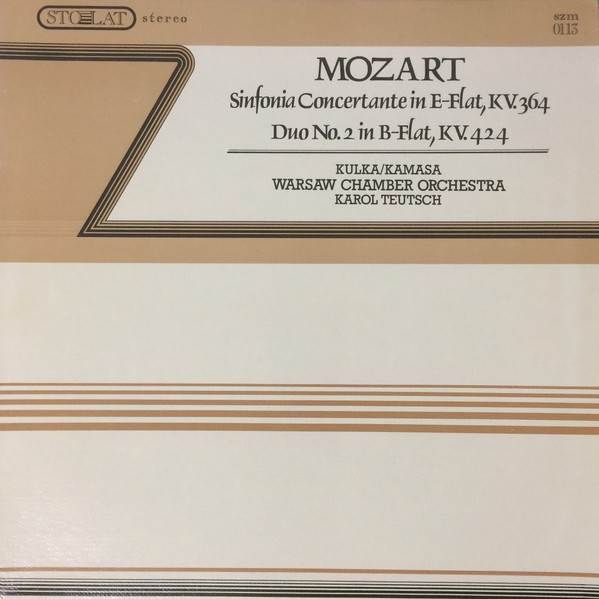 STOLAT stereo
szm
0113
MOZART
Sinfonia Concertante in E-Flat, KV. 364
Duo No. 2 in B-Flat, KV. 424
KULKA/KAMASA
WARSAW CHAMBER ORCHESTRA
KAROL TEUTSCH